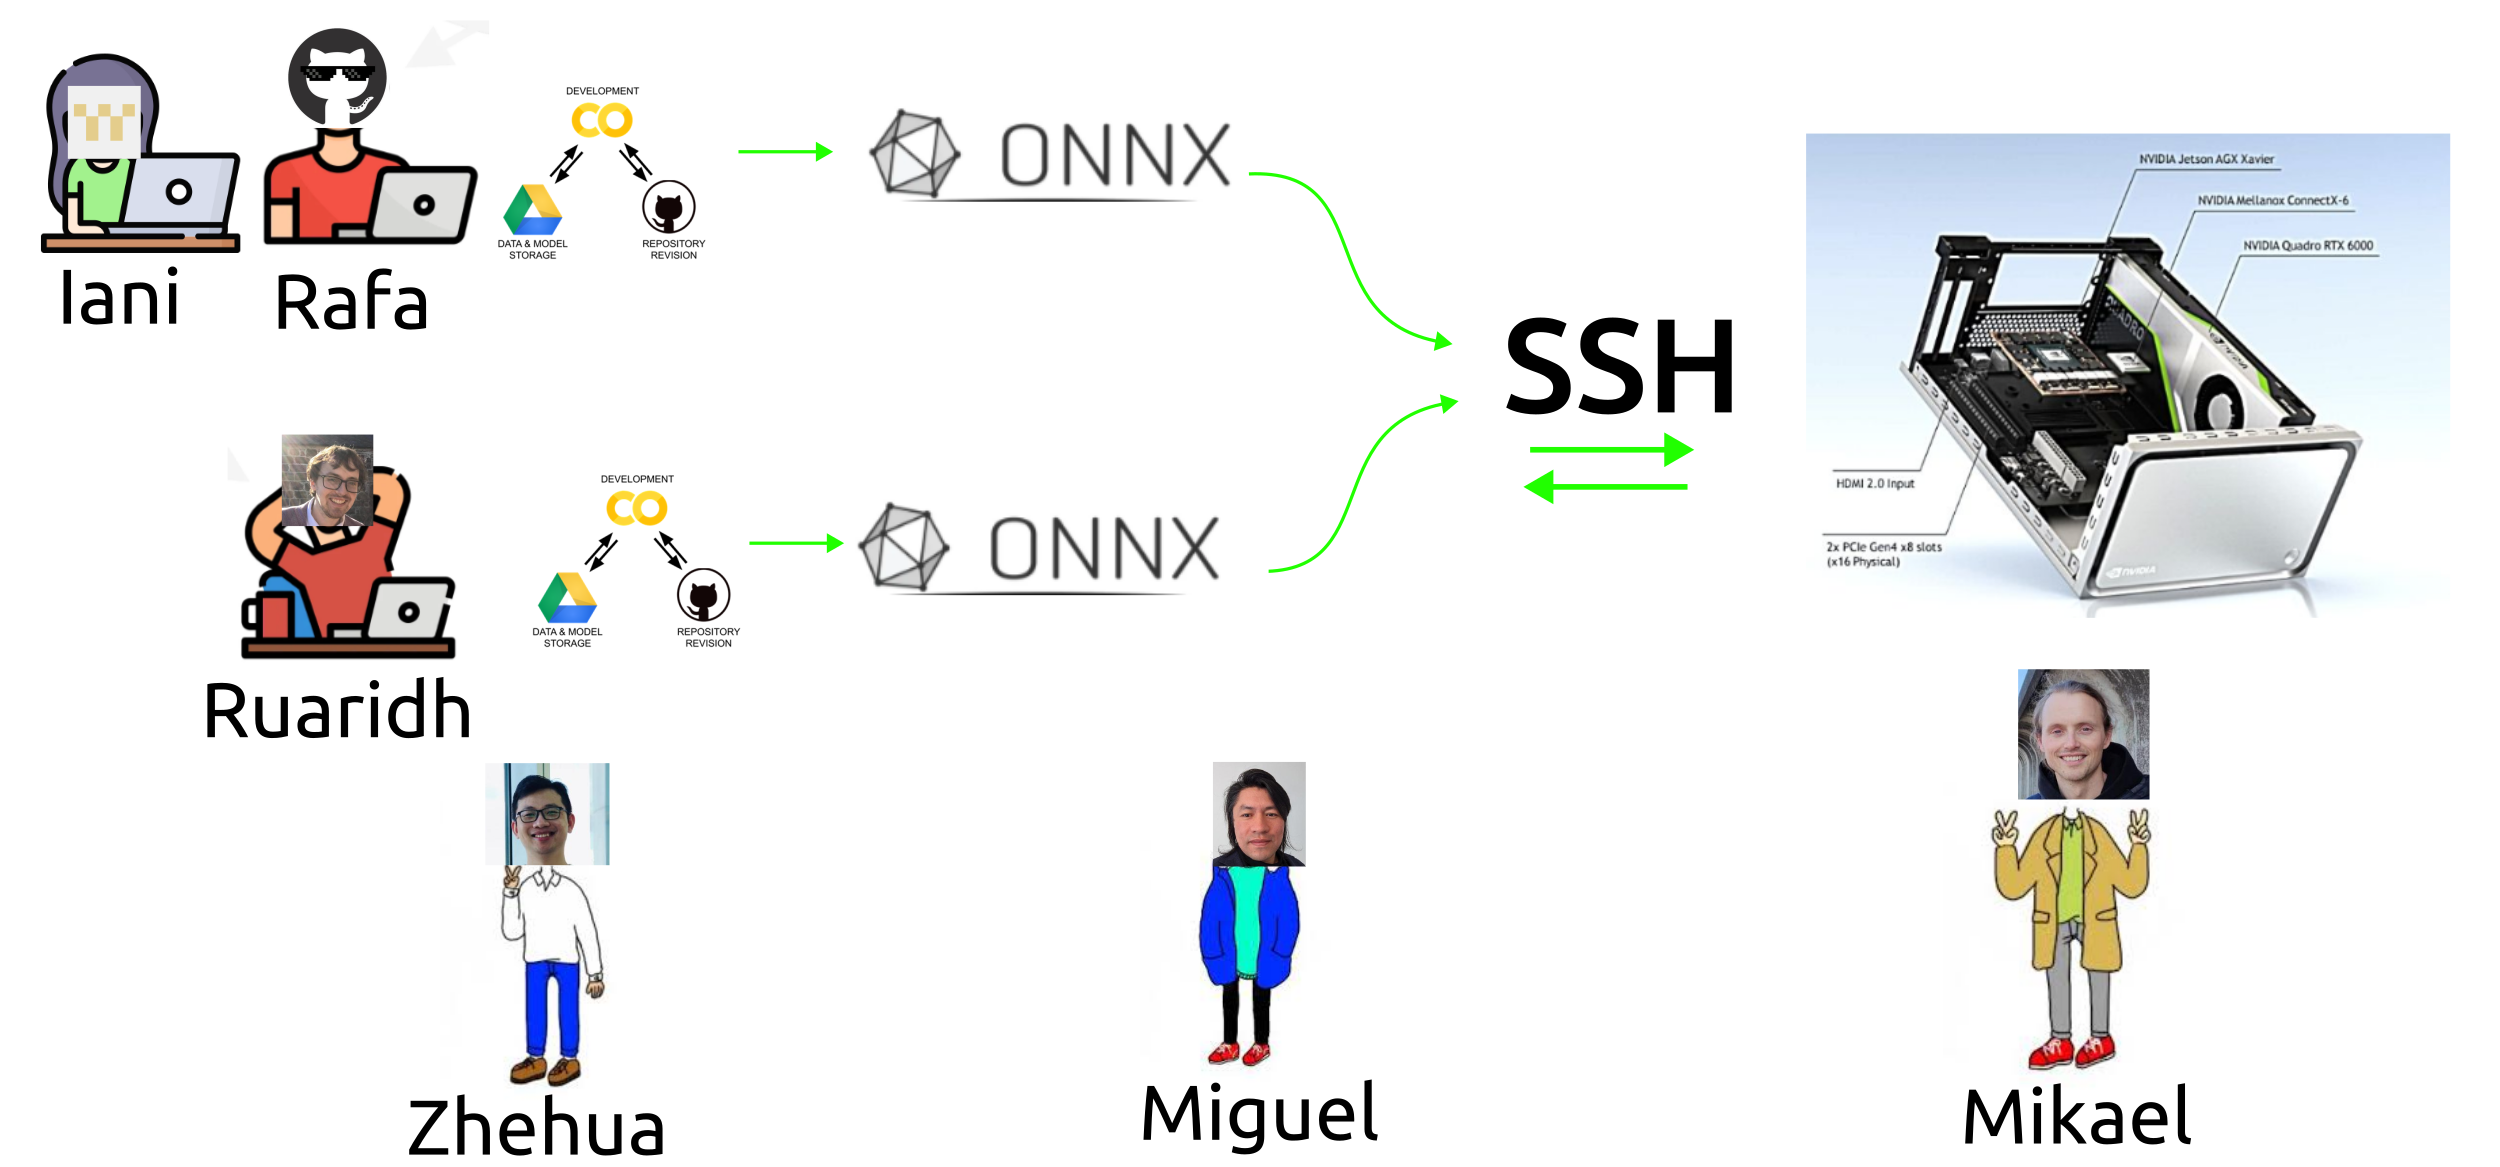 Iani
Rafa
DEVELOPMENT
DATA & MODEL
STORAGE
REPOSITORY
REVISION
ONNX
Ruaridh
DEVELOPMENT
DATA & MODEL
STORAGE
REPOSITORY
REVISION
ONNX
SSH
NVIDIA Jetson AGX Xavier
NVIDIA Mellanox ConnectX-6
NVIDIA Quadro RTX 6000
QUADRO
HDMI 2.0 Input
2x PCIe Gen4 x8 slots
(x16 Physical)
NVIDIA
Zhehua
Miguel
Mikael